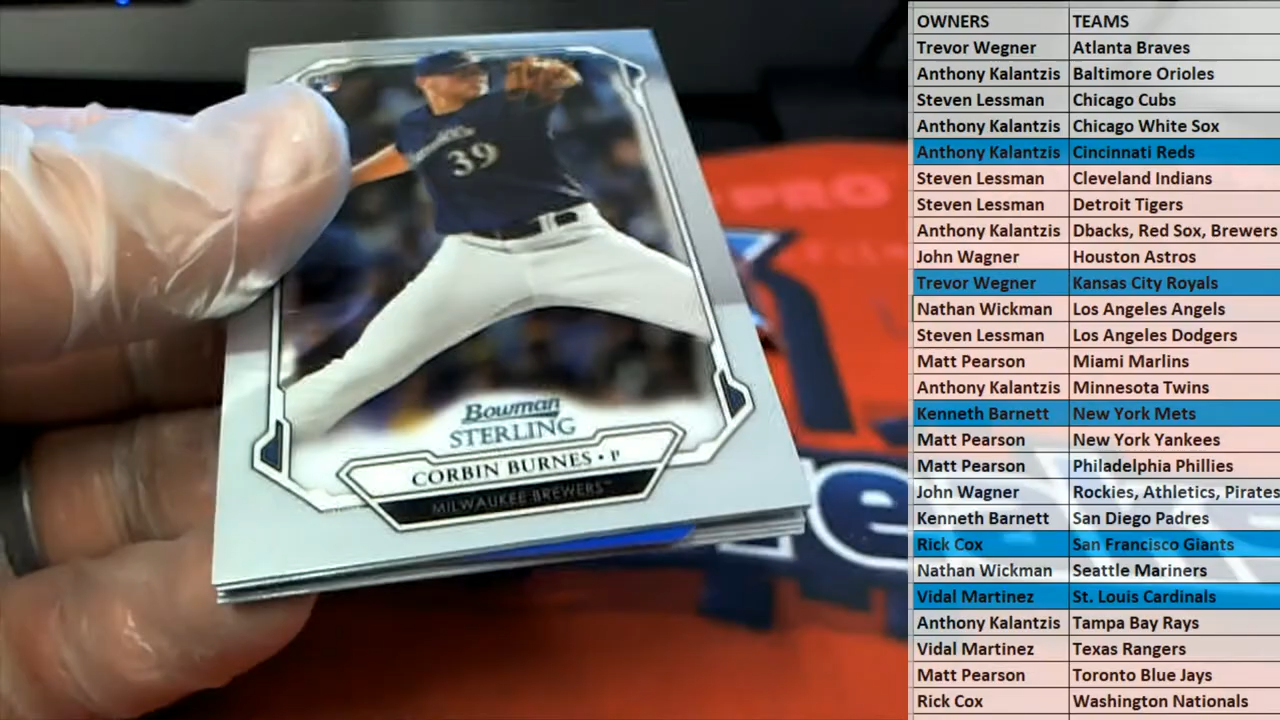 Brewers
39
Bowman
STERLING
CORBIN BURNES • P
MILWAUKEE BREWERS™
PRO
OWNERS TEAMS
Trevor Wegner Atlanta Braves
Anthony Kalantzis Baltimore Orioles
Steven Lessman Chicago Cubs
Anthony Kalantzis Chicago White Sox
Anthony Kalantzis Cincinnati Reds
Steven Lessman Cleveland Indians
Steven Lessman Detroit Tigers
Anthony Kalantzis Dbacks, Red Sox, Brewers
John Wagner Houston Astros
Trevor Wegner Kansas City Royals
Nathan Wickman Los Angeles Angels
Steven Lessman Los Angeles Dodgers
Matt Pearson Miami Marlins
Anthony Kalantzis Minnesota Twins
Kenneth Barnett New York Mets
Matt Pearson New York Yankees
Matt Pearson Philadelphia Phillies
John Wagner Rockies, Athletics, Pirates
Kenneth Barnett San Diego Padres
Rick Cox San Francisco Giants
Nathan Wickman Seattle Mariners
Vidal Martinez St. Louis Cardinals
Anthony Kalantzis Tampa Bay Rays
Vidal Martinez Texas Rangers
Matt Pearson Toronto Blue Jays
Rick Cox Washington Nationals